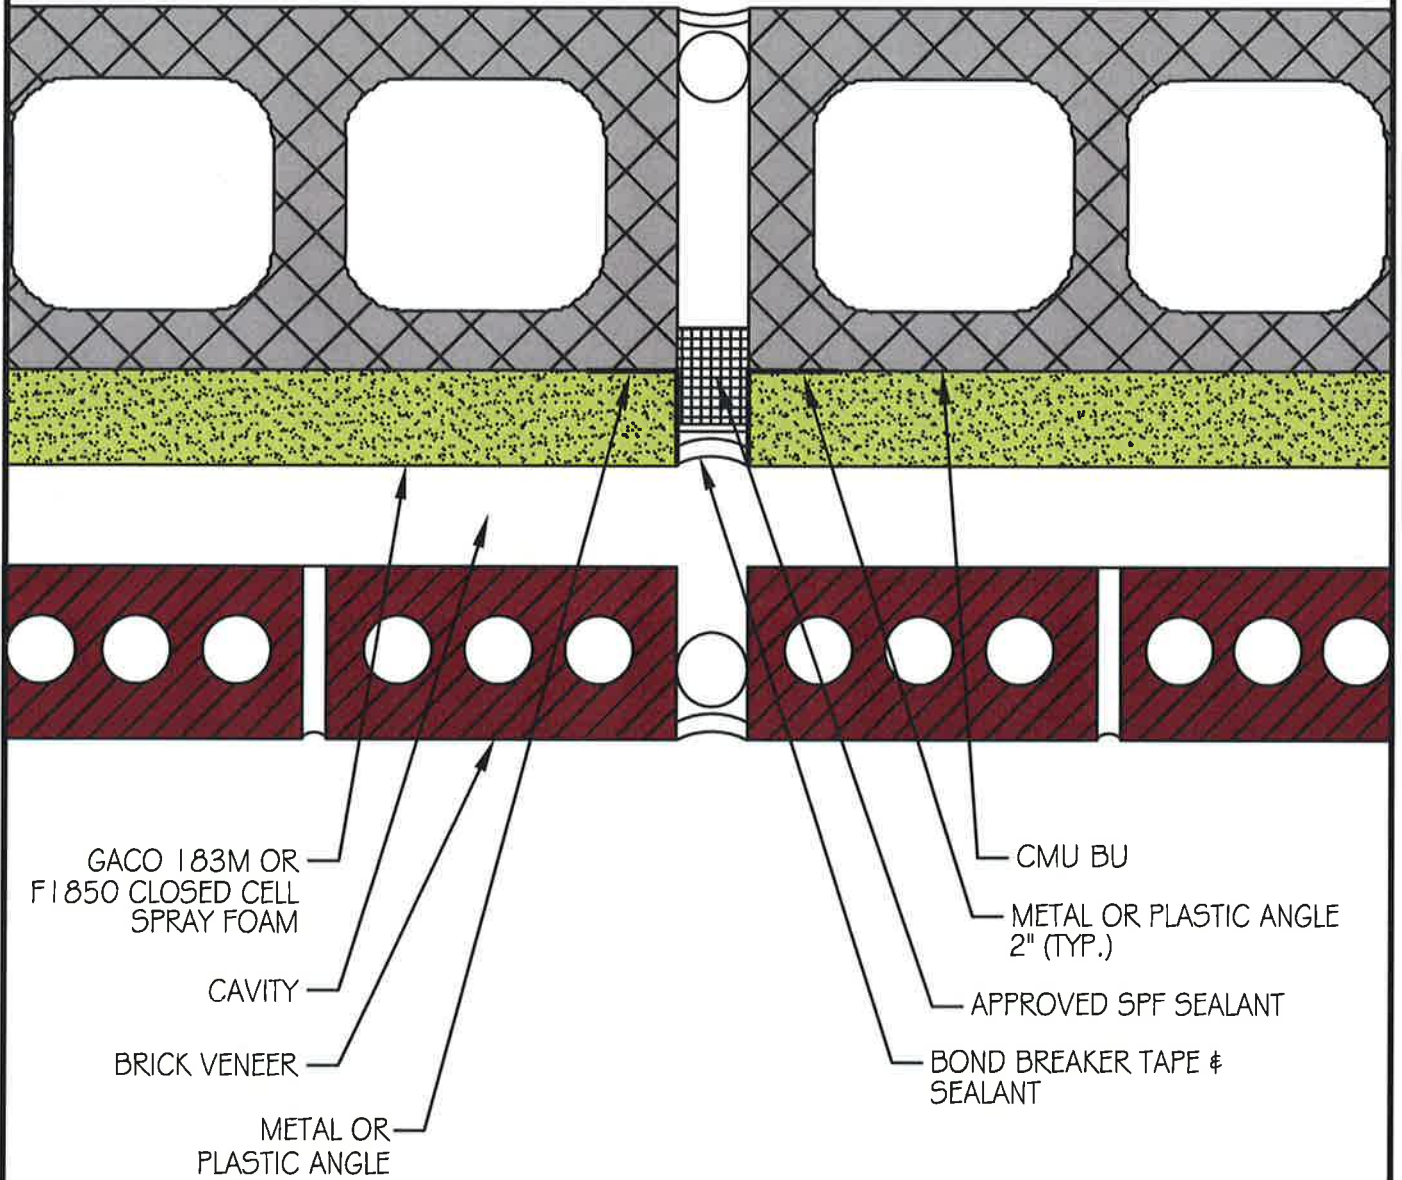 GACO 183M OR
F1850 CLOSED CELL
SPRAY FOAM
CAVITY
BRICK VENEER
METAL OR
PLASTIC ANGLE
CMU BU
METAL OR PLASTIC ANGLE
2" (TYP.)
APPROVED SPF SEALANT
BOND BREAKER TAPE &
SEALANT